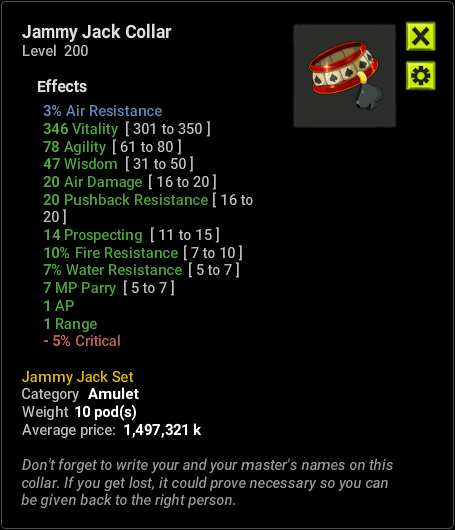 Jammy Jack Collar
Level 200
Effects
3% Air Resistance
346 Vitality [ 301 to 350 ]
78 Agility [ 61 to 80 ]
47 Wisdom [ 31 to 50 ]
20 Air Damage [ 16 to 20 ]
20 Pushback Resistance [ 16 to
20 ]
14 Prospecting [ 11 to 15 ]
10% Fire Resistance [ 7 to 10 ]
7% Water Resistance [ 5 to 7 ]
7 MP Parry [ 5 to 7 ]
1 AP
1 Range
- 5% Critical
Jammy Jack Set
Category Amulet
Weight 10 pod(s)
Average price: 1,497,321 k
Don't forget to write your and your master's names on this
collar. If you get lost, it could prove necessary so you can
be given back to the right person.